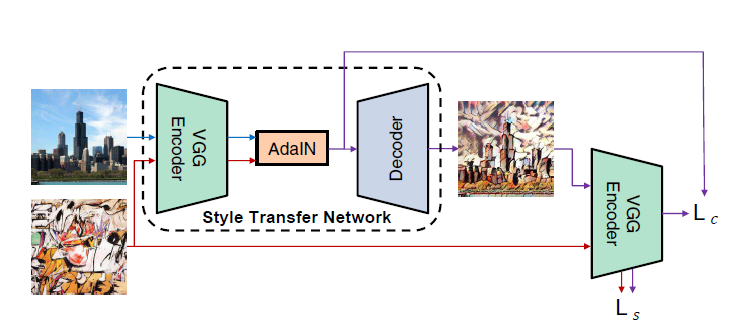 VGG
Encoder
AdaIN
Decoder
Style Transfer Network
VGG
Encoder
L c
L s